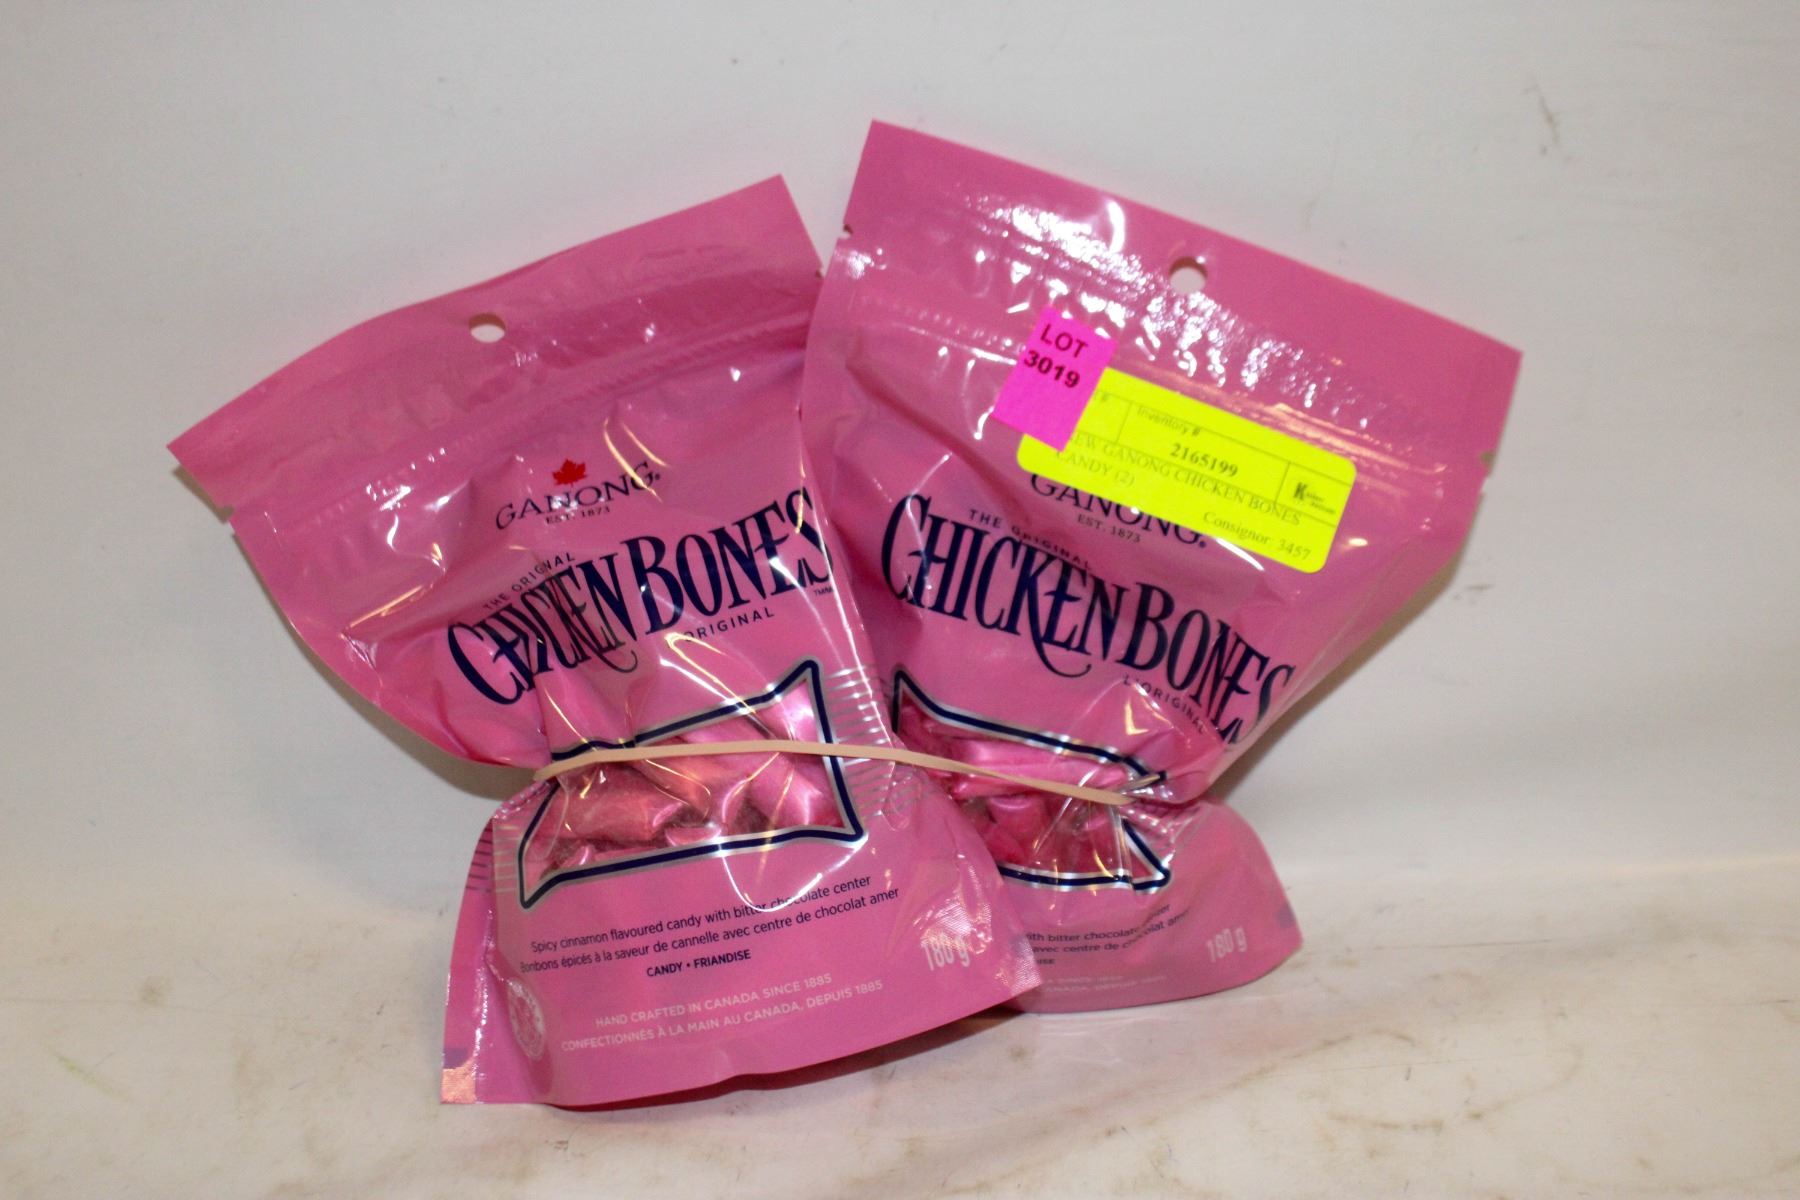 GANONG®
EST. 1873
THE ORIGINAL
CHICKEN BONES
ORIGINAL
Spicy cinnamon flavoured candy with bitter chocolate center
Bonbons épicés à la saveur de cannelle avec centre de chocolat amer
CANDY • FRIANDISE
180 g
HAND CRAFTED IN CANADA SINCE 1885
CONFECTIONNÉS À LA MAIN AU CANADA, DEPUIS 1885
LOT
3019
Inventory #
2165199
NEW GANONG CHICKEN BONES
CANDY (2)
Consignor: 3457
GANONG®
EST. 1873
THE ORIGINAL
CHICKEN BONES
L'ORIGINAL
with bitter chocolate
avec centre de chocolat amer
180 g